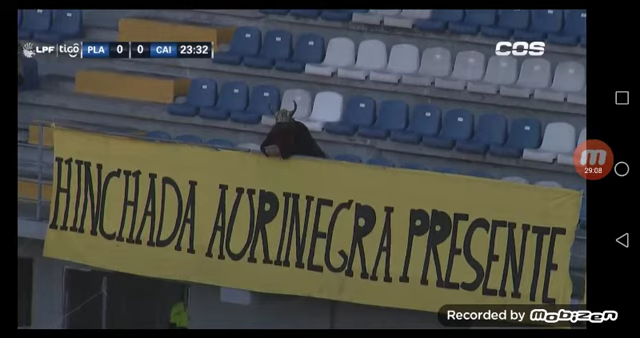 LPF tigo PLA 0 0 CAI 23:32
COS
HINCHADA AURINEGRA PRESENTE
29:08
Recorded by Mobizen